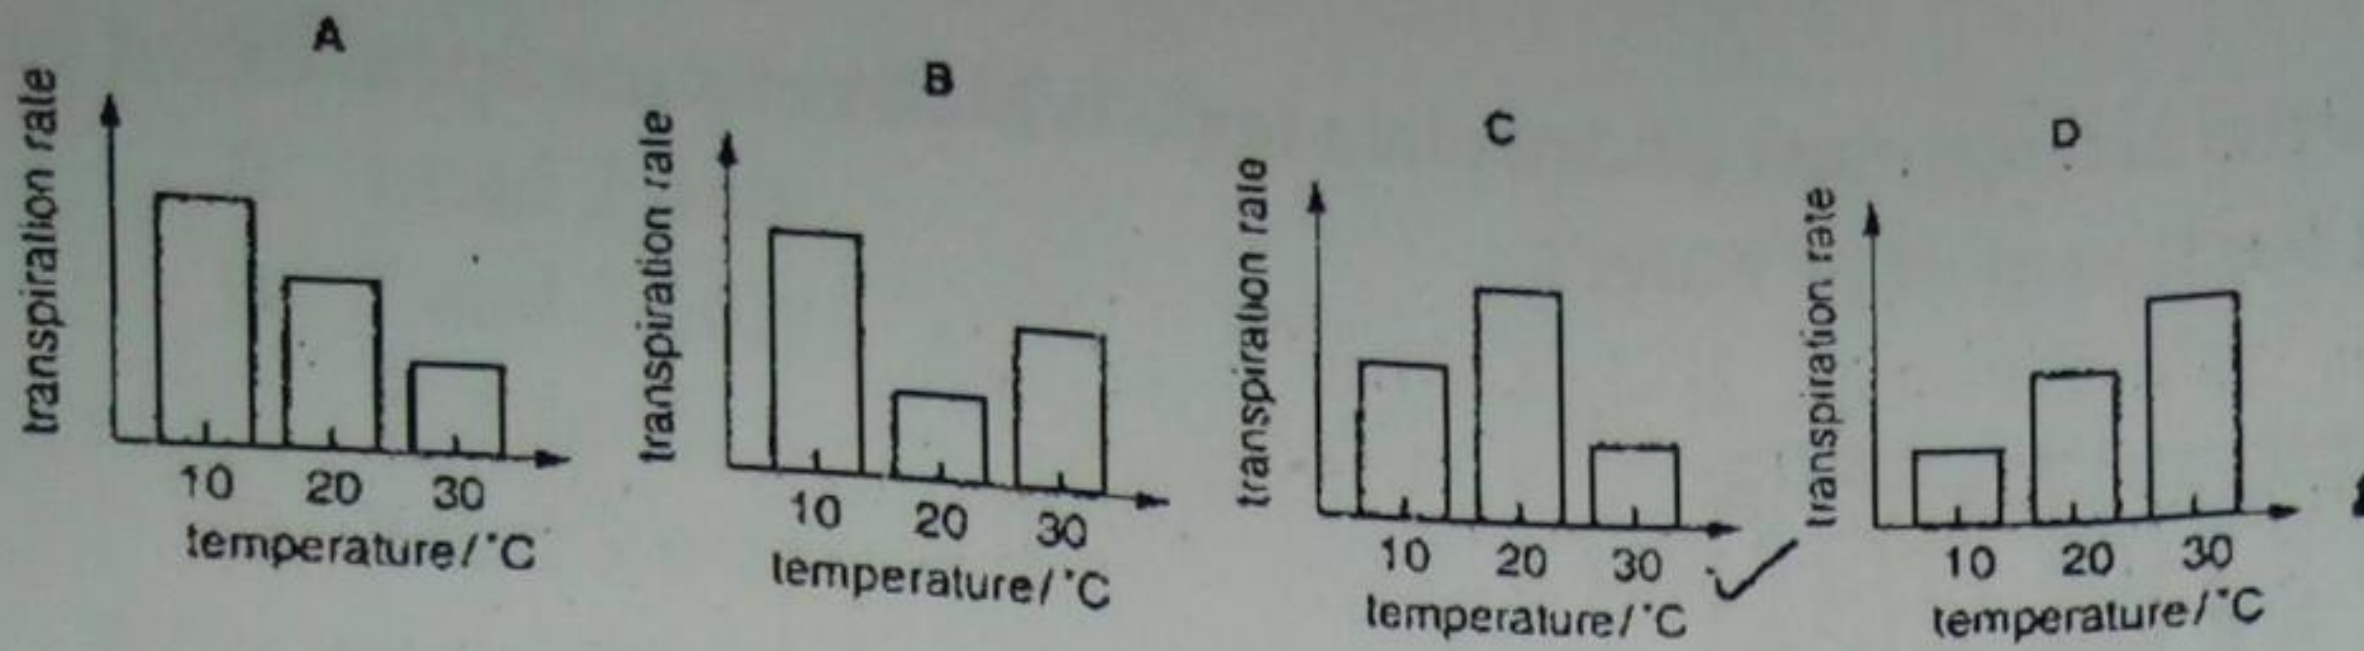 A
transpiration rate
10 20 30
temperature/°C
B
transpiration rate
10 20 30
temperature/°C
C
transpiration rate
10 20 30
temperature/°C
D
transpiration rate
10 20 30
temperature/°C